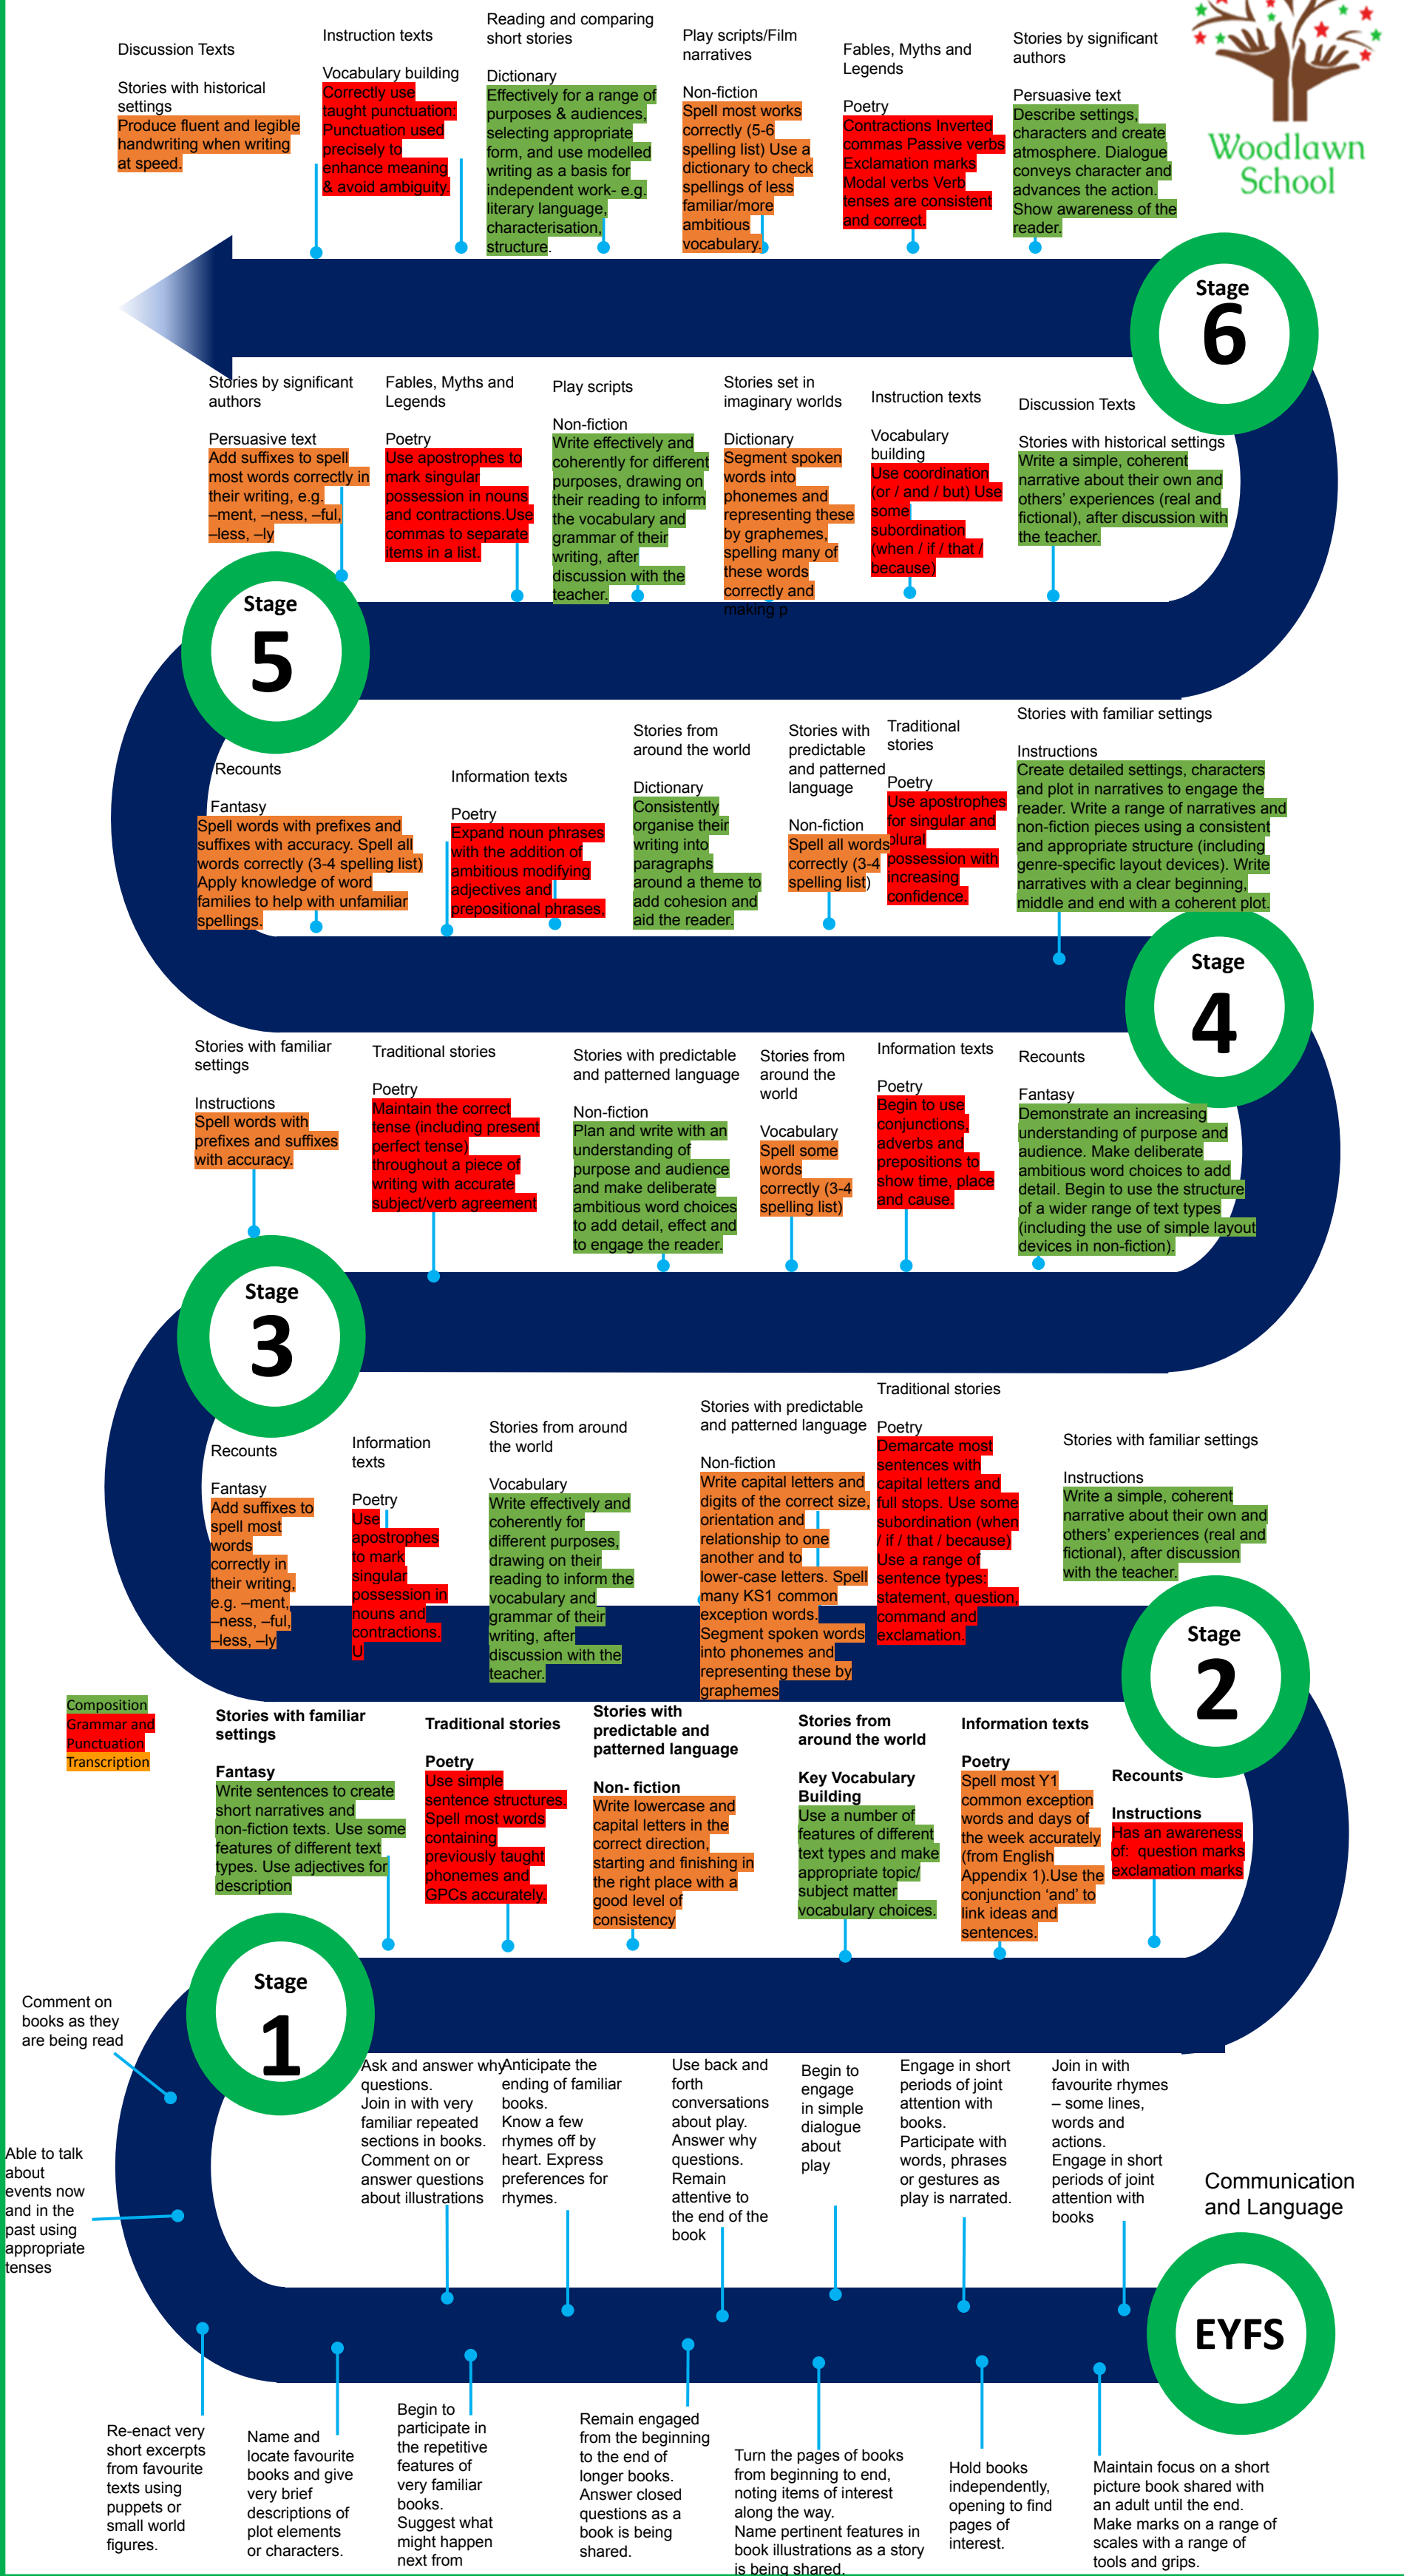 Discussion Texts
Stories with historical
settings
Produce fluent and legible
handwriting when writing
at speed.
Instruction texts
Vocabulary building
Correctly use
taught punctuation:
Punctuation used
precisely to
enhance meaning
& avoid ambiguity.
Reading and comparing
short stories
Dictionary
Effectively for a range of
purposes & audiences,
selecting appropriate
form, and use modelled
writing as a basis for
independent work- e.g.
literary language,
characterisation,
structure.
Play scripts/Film
narratives
Non-fiction
Spell most works
correctly (5-6
spelling list) Use a
dictionary to check
spellings of less
familiar/more
ambitious
vocabulary.
Fables, Myths and
Legends
Poetry
Contractions Inverted
commas Passive verbs
Exclamation marks
Modal verbs Verb
tenses are consistent
and correct.
Stories by significant
authors
Persuasive text
Describe settings,
characters and create
atmosphere. Dialogue
conveys character and
advances the action.
Show awareness of the
reader.
Woodlawn
School
Stage
6
Stories by significant
authors
Persuasive text
Add suffixes to spell
most words correctly in
their writing, e.g.
–ment, –ness, –ful,
–less, –ly
Fables, Myths and
Legends
Poetry
Use apostrophes to
mark singular
possession in nouns
and contractions.Use
commas to separate
items in a list.
Play scripts
Non-fiction
Write effectively and
coherently for different
purposes, drawing on
their reading to inform
the vocabulary and
grammar of their
writing, after
discussion with the
teacher.
Stories set in
imaginary worlds
Dictionary
Segment spoken
words into
phonemes and
representing these
by graphemes,
spelling many of
these words
correctly and
making p
Instruction texts
Vocabulary
building
Use coordination
(or / and / but) Use
some
subordination
(when / if / that /
because)
Discussion Texts
Stories with historical settings
Write a simple, coherent
narrative about their own and
others’ experiences (real and
fictional), after discussion with
the teacher.
Stage
5
Recounts
Fantasy
Spell words with prefixes and
suffixes with accuracy. Spell all
words correctly (3-4 spelling list)
Apply knowledge of word
families to help with unfamiliar
spellings.
Information texts
Poetry
Expand noun phrases
with the addition of
ambitious modifying
adjectives and
prepositional phrases.
Stories from
around the world
Dictionary
Consistently
organise their
writing into
paragraphs
around a theme to
add cohesion and
aid the reader.
Stories with
predictable
and patterned
language
Non-fiction
Spell all words
correctly (3-4
spelling list)
Traditional
stories
Poetry
Use apostrophes
for singular and
plural
possession with
increasing
confidence.
Stories with familiar settings
Instructions
Create detailed settings, characters
and plot in narratives to engage the
reader. Write a range of narratives and
non-fiction pieces using a consistent
and appropriate structure (including
genre-specific layout devices). Write
narratives with a clear beginning,
middle and end with a coherent plot.
Stage
4
Stories with familiar
settings
Instructions
Spell words with
prefixes and suffixes
with accuracy.
Traditional stories
Poetry
Maintain the correct
tense (including present
perfect tense)
throughout a piece of
writing with accurate
subject/verb agreement
Stories with predictable
and patterned language
Non-fiction
Plan and write with an
understanding of
purpose and audience
and make deliberate
ambitious word choices
to add detail, effect and
to engage the reader.
Stories from
around the
world
Vocabulary
Spell some
words
correctly (3-4
spelling list)
Information texts
Poetry
Begin to use
conjunctions,
adverbs and
prepositions to
show time, place
and cause.
Recounts
Fantasy
Demonstrate an increasing
understanding of purpose and
audience. Make deliberate
ambitious word choices to add
detail. Begin to use the structure
of a wider range of text types
(including the use of simple layout
devices in non-fiction).
Stage
3
Recounts
Fantasy
Add suffixes to
spell most
words
correctly in
their writing,
e.g. –ment,
–ness, –ful,
–less, –ly
Information
texts
Poetry
Use
apostrophes
to mark
singular
possession in
nouns and
contractions.
U
Stories from around
the world
Vocabulary
Write effectively and
coherently for
different purposes,
drawing on their
reading to inform the
vocabulary and
grammar of their
writing, after
discussion with the
teacher.
Stories with predictable
and patterned language
Non-fiction
Write capital letters and
digits of the correct size,
orientation and
relationship to one
another and to
lower-case letters. Spell
many KS1 common
exception words.
Segment spoken words
into phonemes and
representing these by
graphemes
Traditional stories
Poetry
Demarcate most
sentences with
capital letters and
full stops. Use some
subordination (when
/ if / that / because)
Use a range of
sentence types:
statement, question,
command and
exclamation.
Stories with familiar settings
Instructions
Write a simple, coherent
narrative about their own and
others’ experiences (real and
fictional), after discussion
with the teacher.
Stage
2
Composition
Grammar and
Punctuation
Transcription
Stories with familiar
settings
Fantasy
Write sentences to create
short narratives and
non-fiction texts. Use some
features of different text
types. Use adjectives for
description
Traditional stories
Poetry
Use simple
sentence structures.
Spell most words
containing
previously taught
phonemes and
GPCs accurately.
Stories with
predictable and
patterned language
Non- fiction
Write lowercase and
capital letters in the
correct direction,
starting and finishing in
the right place with a
good level of
consistency
Stories from
around the world
Key Vocabulary
Building
Use a number of
features of different
text types and make
appropriate topic/
subject matter
vocabulary choices.
Information texts
Poetry
Spell most Y1
common exception
words and days of
the week accurately
(from English
Appendix 1).Use the
conjunction ‘and’ to
link ideas and
sentences.
Recounts
Instructions
Has an awareness
of: question marks
exclamation marks
Stage
1
Comment on
books as they
are being read
Able to talk
about
events now
and in the
past using
appropriate
tenses
Ask and answer why
questions.
Join in with very
familiar repeated
sections in books.
Comment on or
answer questions
about illustrations
Anticipate the
ending of familiar
books.
Know a few
rhymes off by
heart. Express
preferences for
rhymes.
Use back and
forth
conversations
about play.
Answer why
questions.
Remain
attentive to
the end of the
book
Begin to
engage
in simple
dialogue
about
play
Engage in short
periods of joint
attention with
books.
Participate with
words, phrases
or gestures as
play is narrated.
Join in with
favourite rhymes
– some lines,
words and
actions.
Engage in short
periods of joint
attention with
books
Communication
and Language
EYFS
Re-enact very
short excerpts
from favourite
texts using
puppets or
small world
figures.
Name and
locate favourite
books and give
very brief
descriptions of
plot elements
or characters.
Begin to
participate in
the repetitive
features of
very familiar
books.
Suggest what
might happen
next from
Remain engaged
from the beginning
to the end of
longer books.
Answer closed
questions as a
book is being
shared.
Turn the pages of books
from beginning to end,
noting items of interest
along the way.
Name pertinent features in
book illustrations as a story
is being shared.
Hold books
independently,
opening to find
pages of
interest.
Maintain focus on a short
picture book shared with
an adult until the end.
Make marks on a range of
scales with a range of
tools and grips.